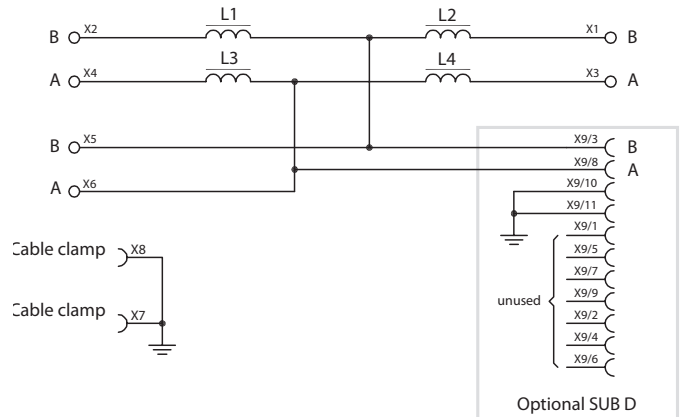 L1 L2
B X2 X1 B
L3 L4
A X4 X3 A
B X5 X9/3 B
X9/8 A
A X6 X9/10
X9/11
X9/1
Cable clamp X8 X9/5
X9/7
unused X9/9
Cable clamp X7 X9/2
X9/4
X9/6
Optional SUB D